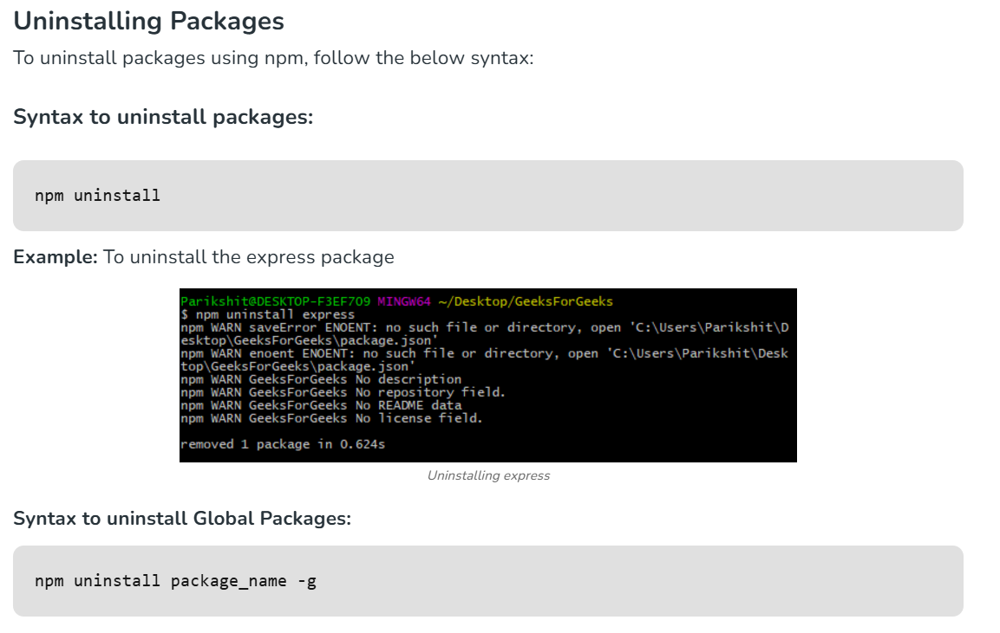 Uninstalling Packages
To uninstall packages using npm, follow the below syntax:
Syntax to uninstall packages:
npm uninstall
Example: To uninstall the express package
Parikshit@DESKTOP-F3EF7O9 MINGW64 ~/Desktop/GeeksForGeeks
$ npm uninstall express
npm WARN saveError ENOENT: no such file or directory, open 'C:\Users\Parikshit\D
esktop\GeeksForGeeks\package.json'
npm WARN enoent ENOENT: no such file or directory, open 'C:\Users\Parikshit\Desk
top\GeeksForGeeks\package.json'
npm WARN GeeksForGeeks No description
npm WARN GeeksForGeeks No repository field.
npm WARN GeeksForGeeks No README data
npm WARN GeeksForGeeks No license field.
removed 1 package in 0.624s
Uninstalling express
Syntax to uninstall Global Packages:
npm uninstall package_name -g